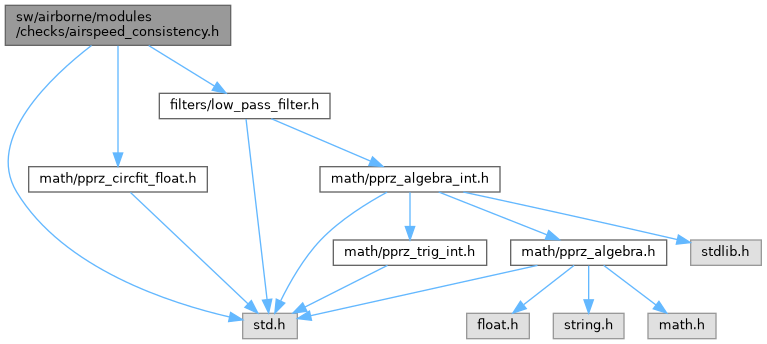 sw/airborne/modules
/checks/airspeed_consistency.h
filters/low_pass_filter.h
math/pprz_circfit_float.h
math/pprz_algebra_int.h
math/pprz_trig_int.h
math/pprz_algebra.h
stdlib.h
std.h
float.h
string.h
math.h